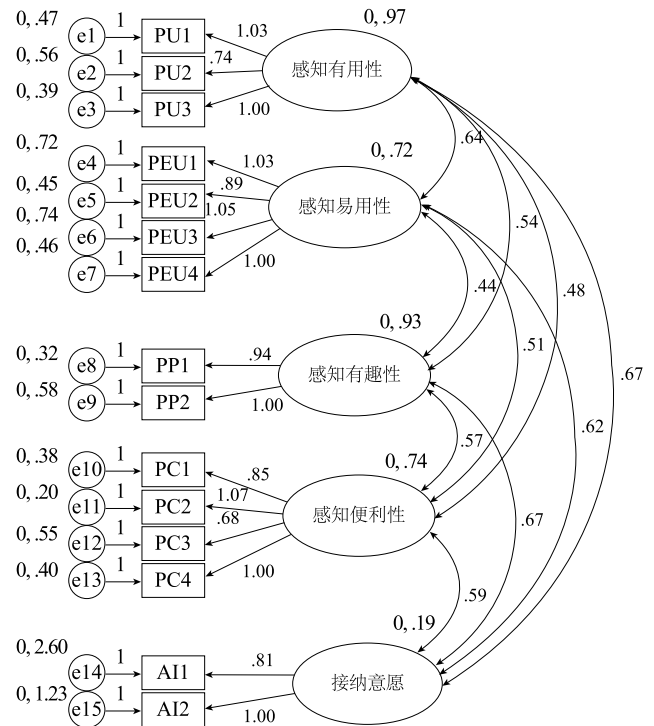 0, .47
1
e1
PU1
1.03
0, .97
0, .56
1
e2
PU2
.74
感知有用性
0, .39
1
e3
PU3
1.00
.64
0, .72
1
e4
PEU1
1.03
0, .72
0, .45
1
e5
PEU2
.89
感知易用性
0, .74
1
e6
PEU3
1.05
0, .46
1
e7
PEU4
1.00
.54
.44
.48
.51
.67
0, .32
1
e8
PP1
.94
0, .93
感知有趣性
0, .58
1
e9
PP2
1.00
.62
.57
0, .38
1
e10
PC1
.85
0, .74
0, .20
1
e11
PC2
1.07
感知便利性
0, .55
1
e12
PC3
.68
.67
0, .40
1
e13
PC4
1.00
.59
0, .19
0, 2.60
1
e14
AI1
.81
接纳意愿
0, 1.23
1
e15
AI2
1.00